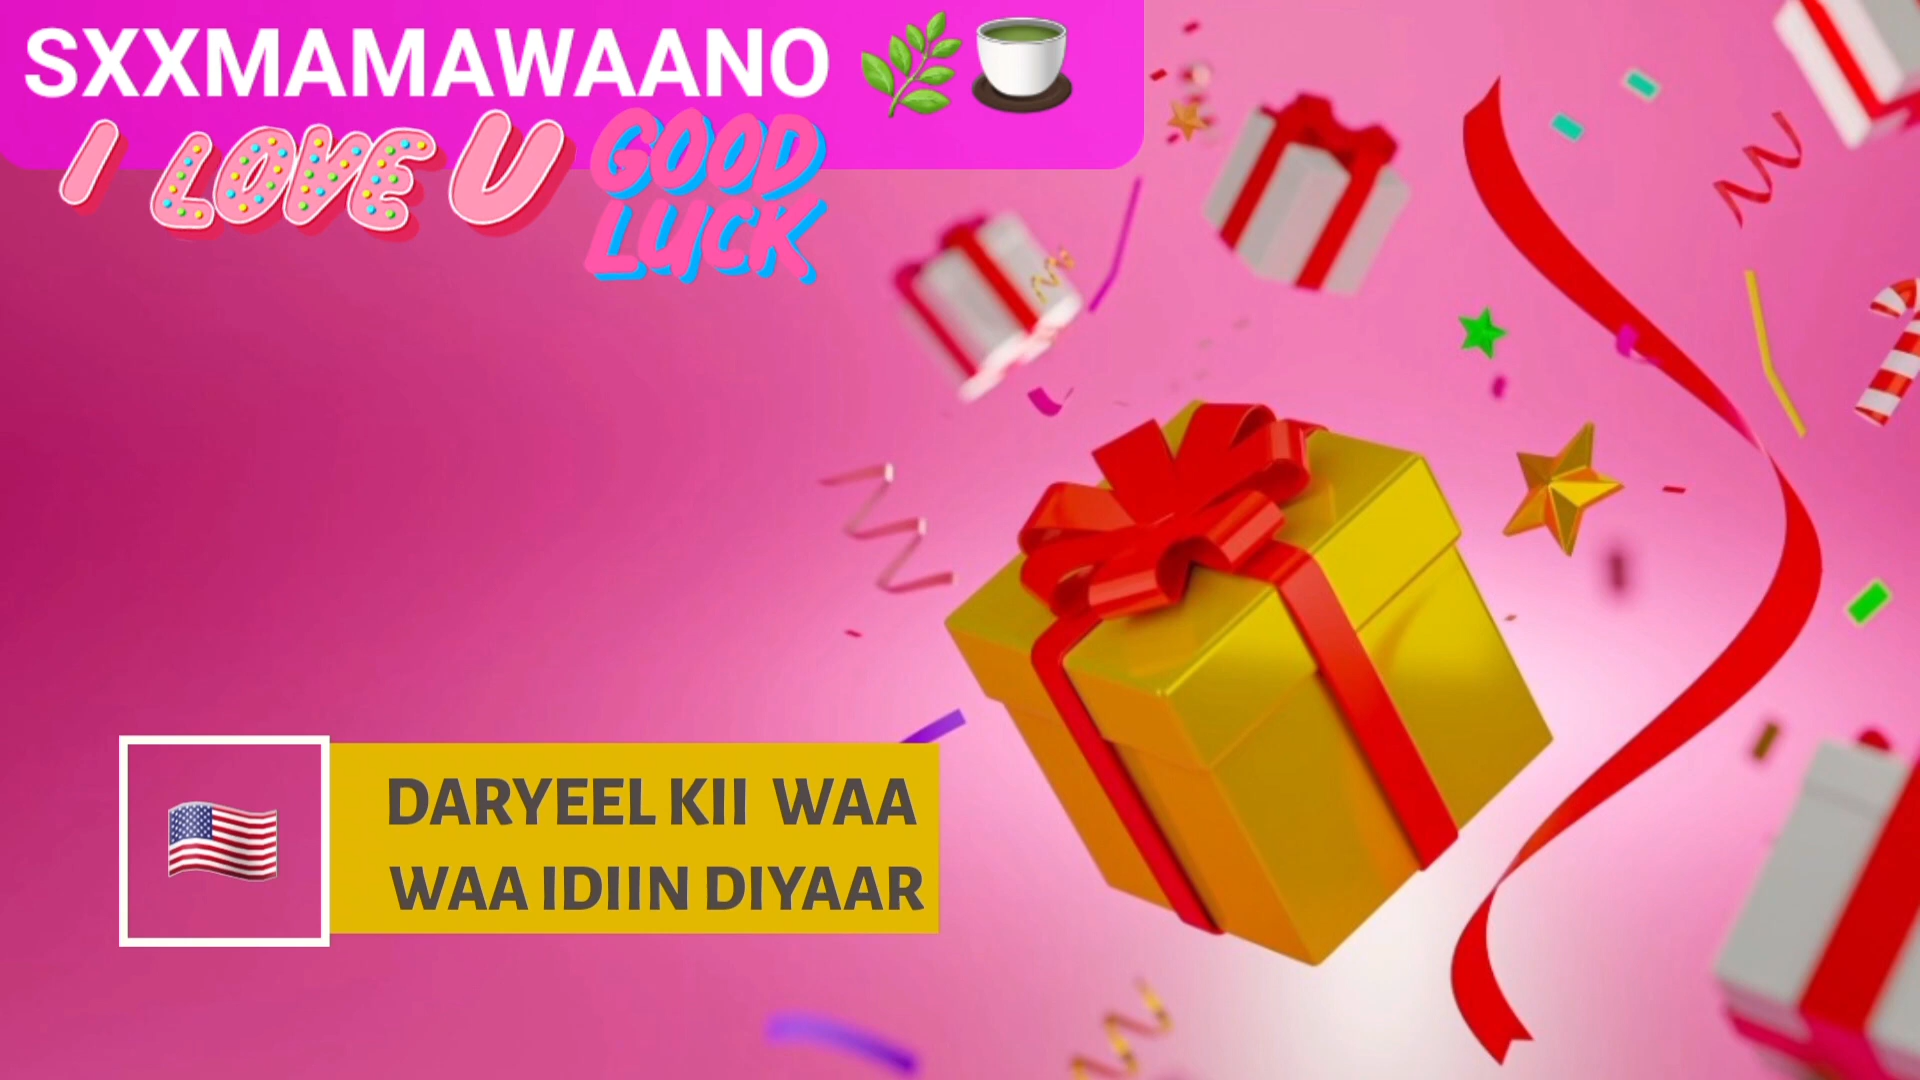 SXXMAMAWAANO 🌿🍵
I LOVE U
GOOD
LUCK
DARYEEL KII WAA
WAA IDIIN DIYAAR